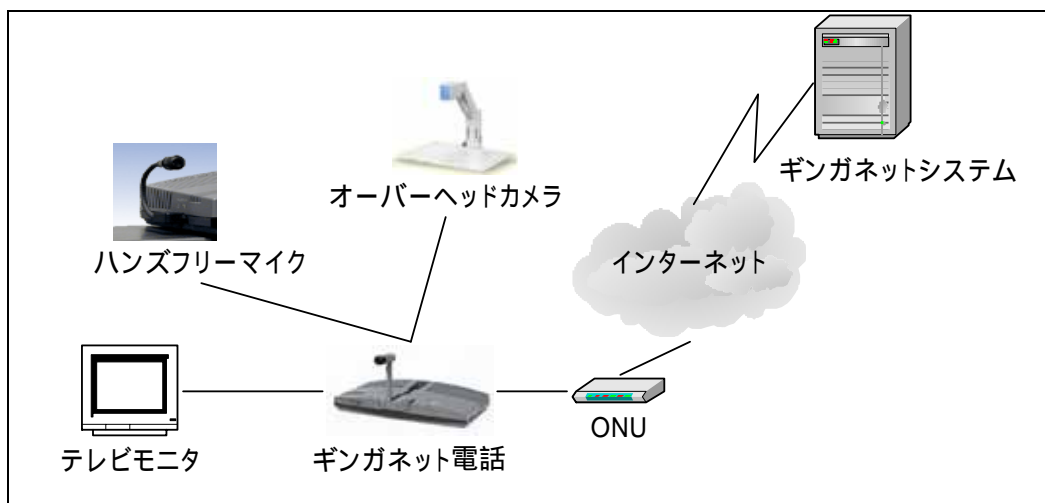 ギンガネットシステム
オーバーヘッドカメラ
ハンズフリーマイク
インターネット
テレビモニタ
ギンガネット電話
ONU